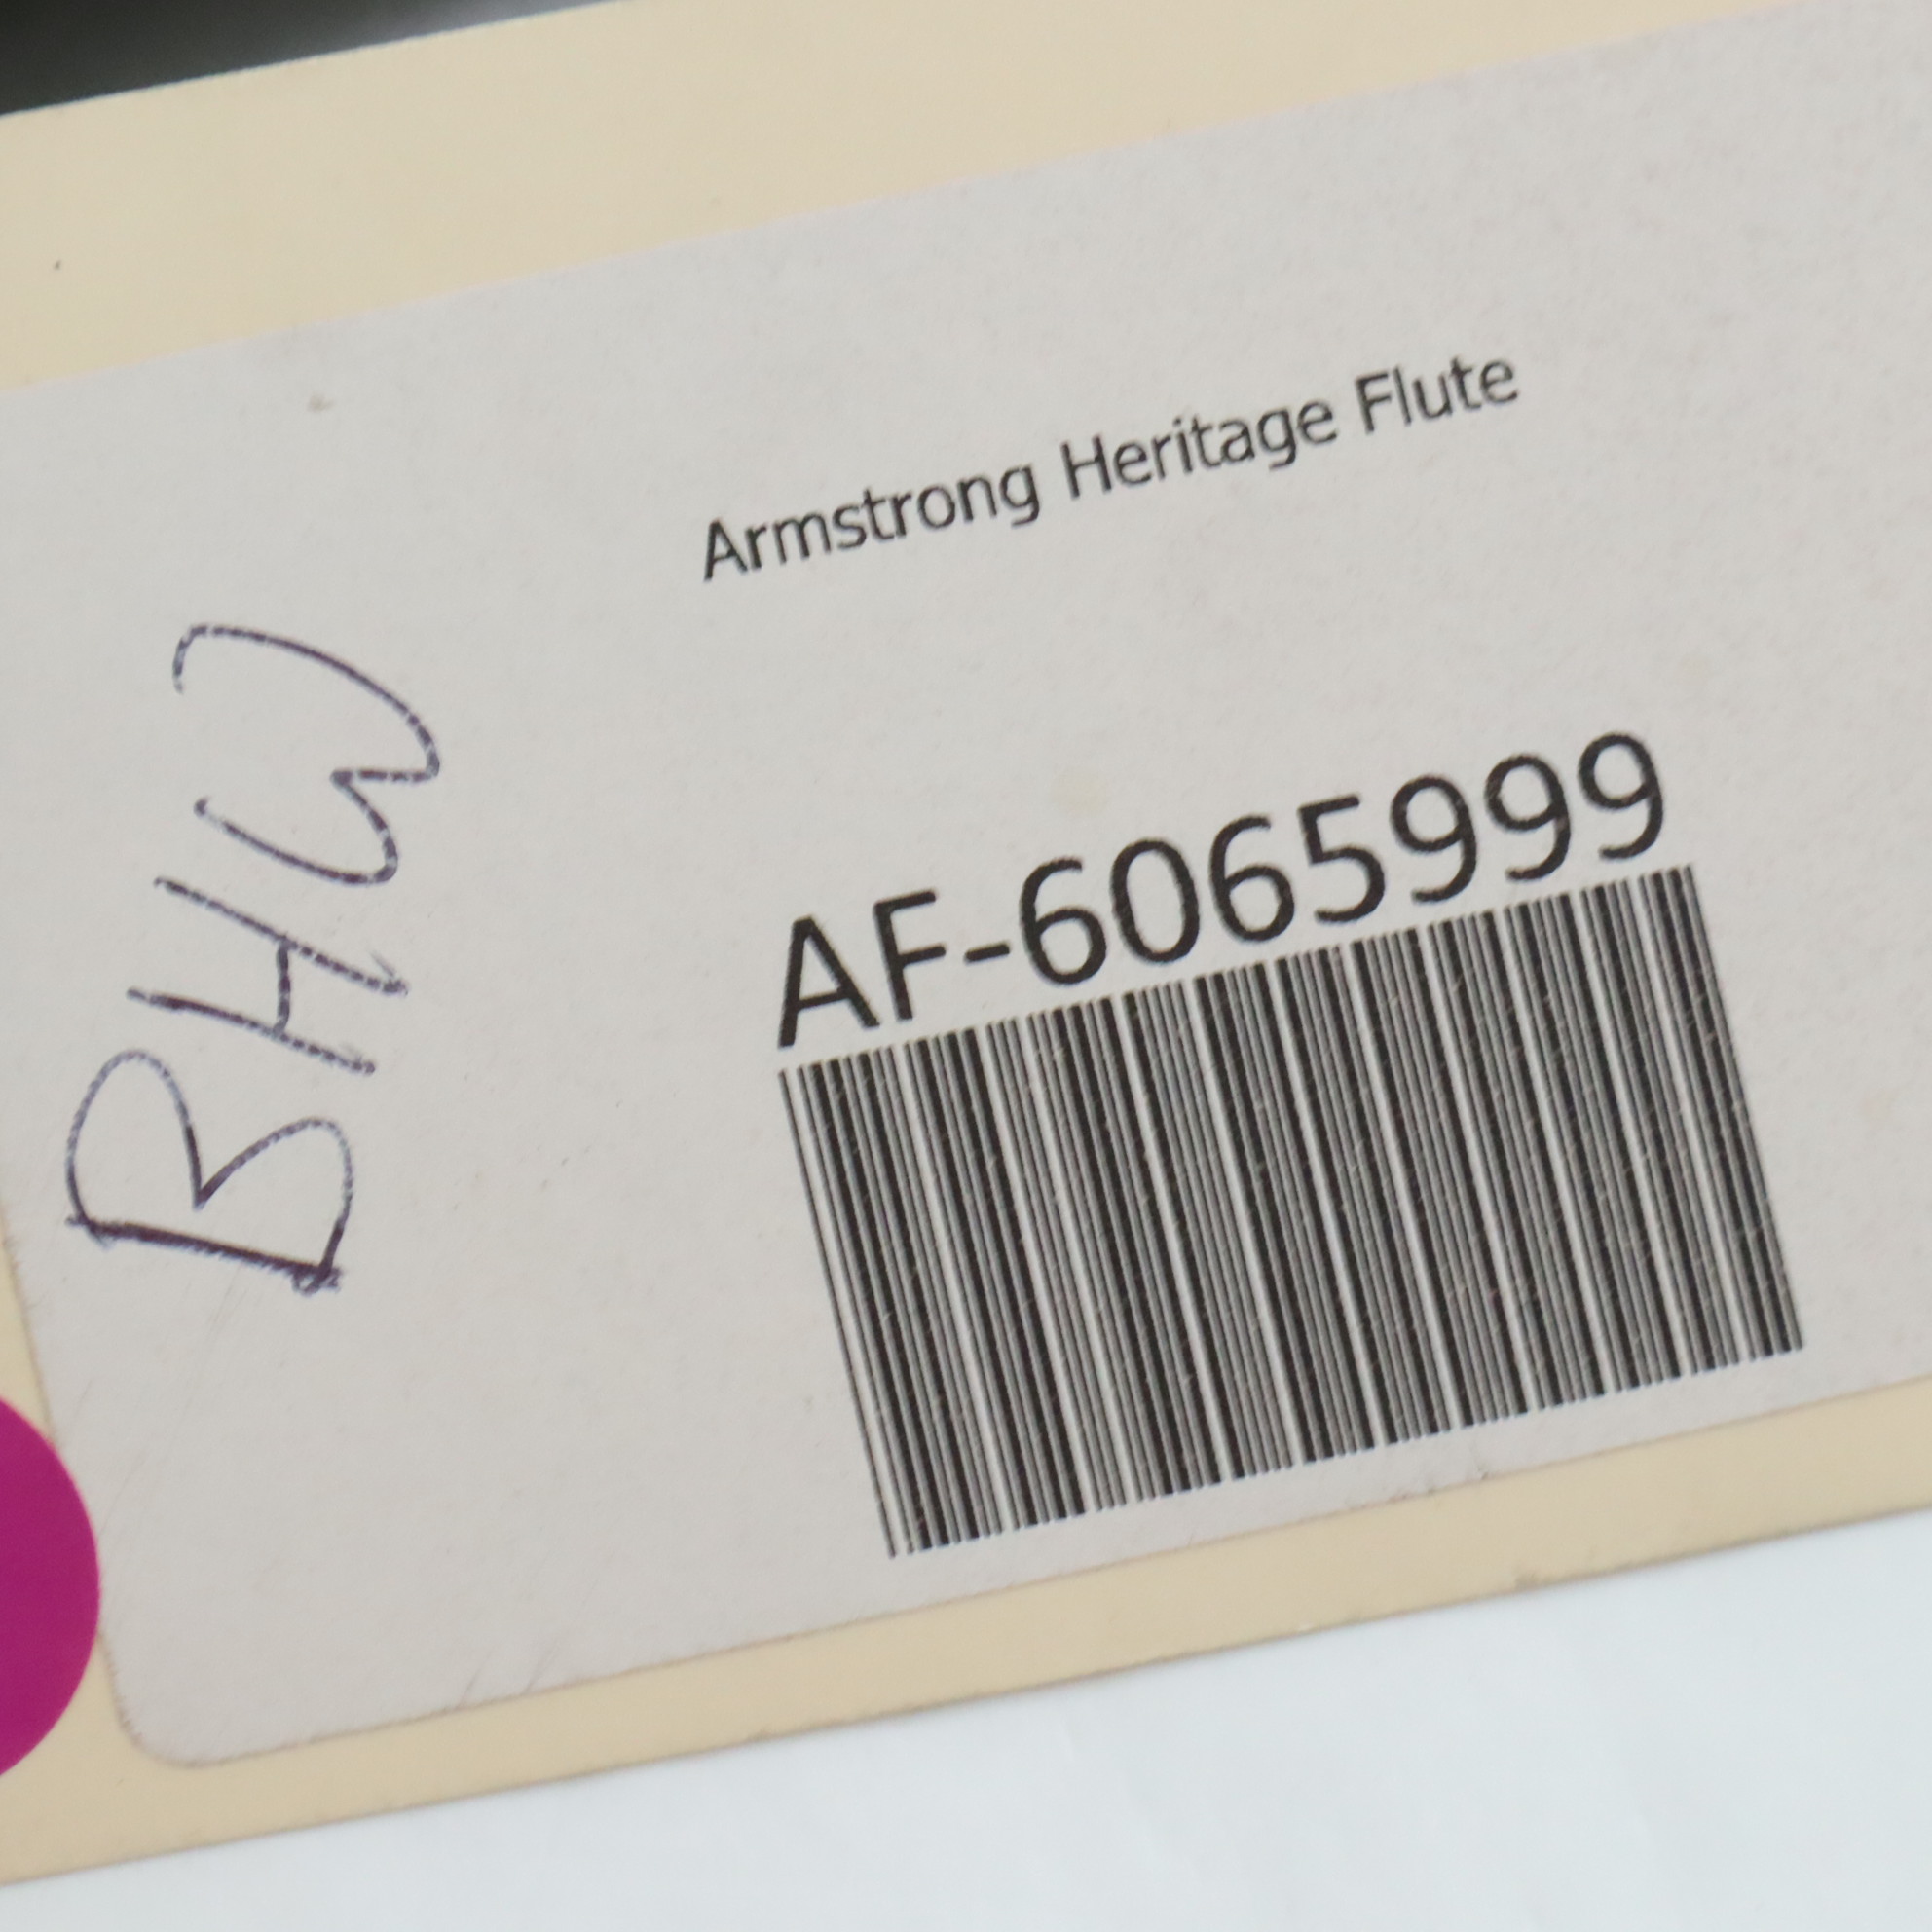 Armstrong Heritage Flute
AF-6065999
BHW